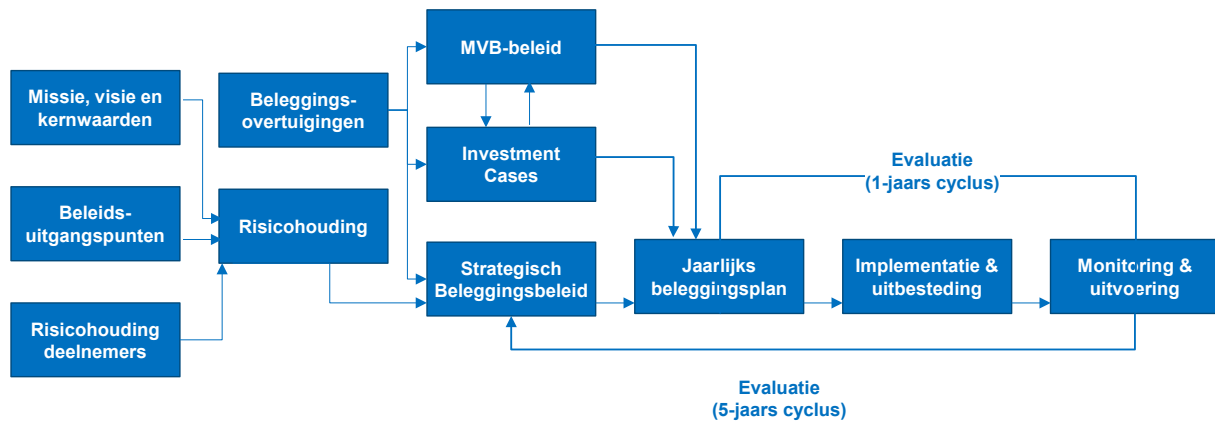 MVB-beleid
Missie, visie en
kernwaarden
Beleggings-
overtuigingen
Investment
Cases
Evaluatie
(1-jaars cyclus)
Beleids-
uitgangspunten
Risicohouding
Strategisch
Beleggingsbeleid
Jaarlijks
beleggingsplan
Implementatie &
uitbesteding
Monitoring &
uitvoering
Risicohouding
deelnemers
Evaluatie
(5-jaars cyclus)